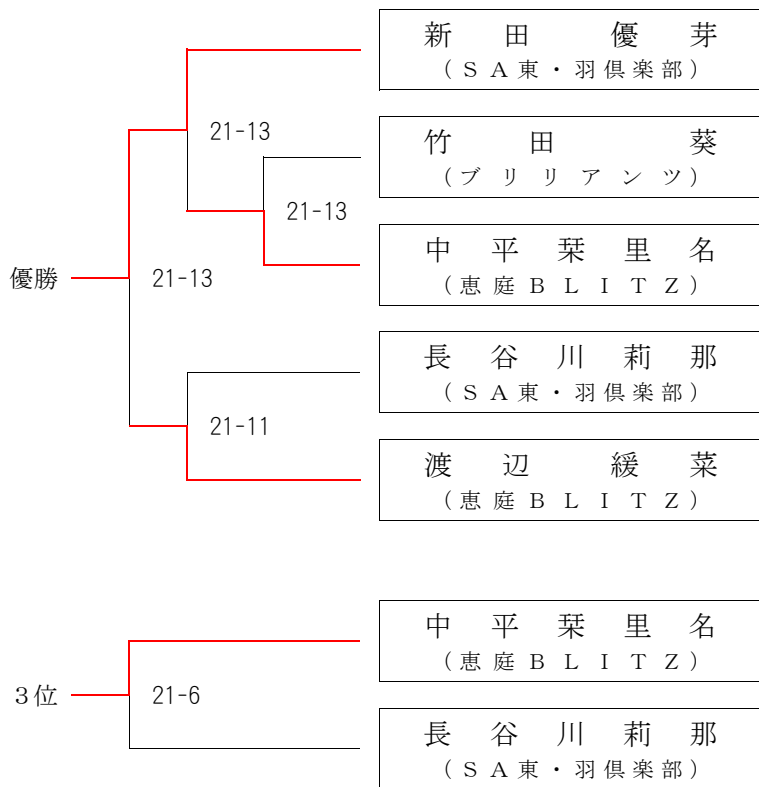 新田 優芽
（ＳＡ東・羽倶楽部）
21-13
竹田 葵
（ブリリアンツ）
21-13
中平栞里名
（恵庭ＢＬＩＴＺ）
優勝
21-13
長谷川莉那
（ＳＡ東・羽倶楽部）
21-11
渡辺 緩菜
（恵庭ＢＬＩＴＺ）
中平栞里名
（恵庭ＢＬＩＴＺ）
３位
21-6
長谷川莉那
（ＳＡ東・羽倶楽部）